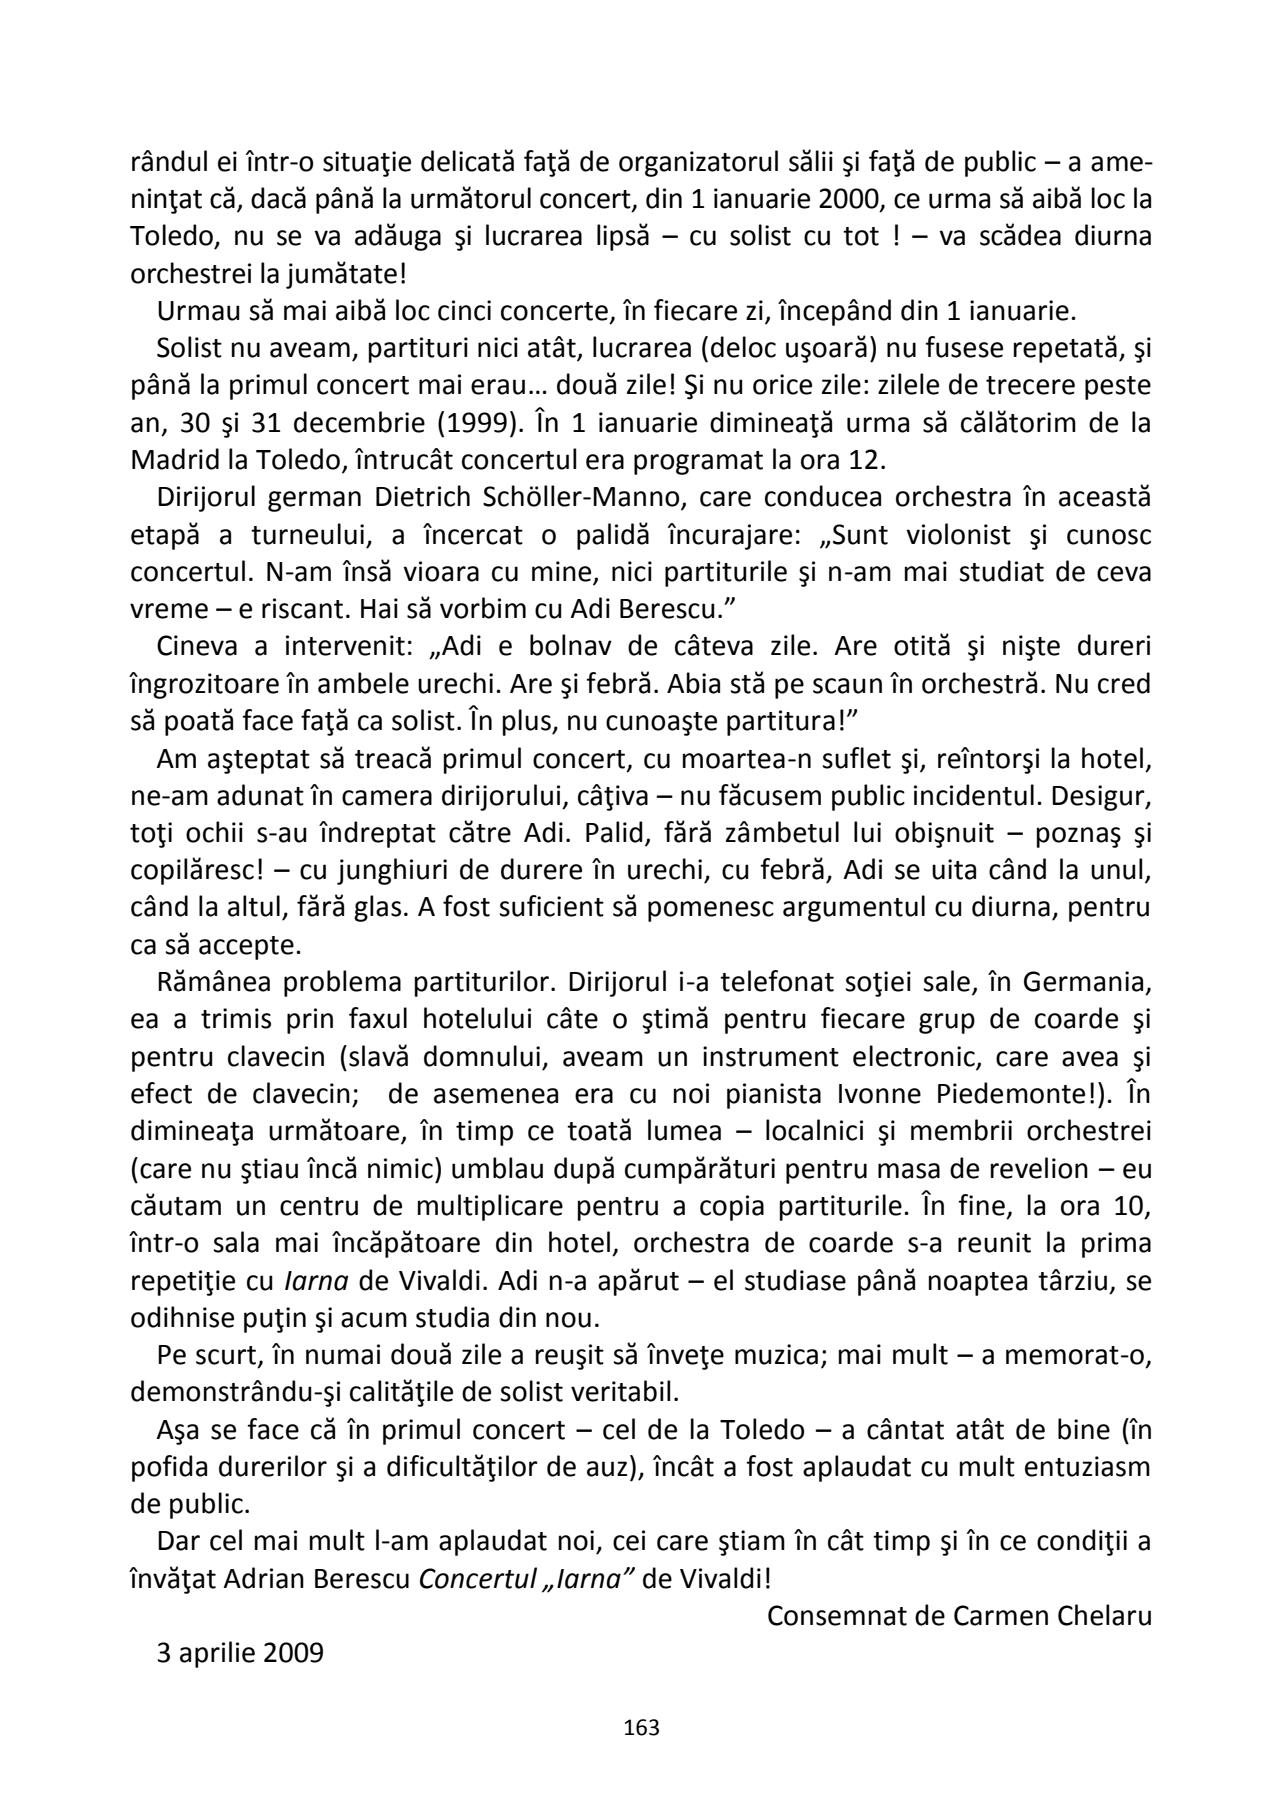 rândul ei într-o situaţie delicată faţă de organizatorul sălii şi faţă de public – a ame-
ninţat că, dacă până la următorul concert, din 1 ianuarie 2000, ce urma să aibă loc la
Toledo, nu se va adăuga şi lucrarea lipsă – cu solist cu tot ! – va scădea diurna
orchestrei la jumătate!
Urmau să mai aibă loc cinci concerte, în fiecare zi, începând din 1 ianuarie.
Solist nu aveam, partituri nici atât, lucrarea (deloc uşoară) nu fusese repetată, şi
până la primul concert mai erau… două zile! Şi nu orice zile: zilele de trecere peste
an, 30 şi 31 decembrie (1999). În 1 ianuarie dimineaţă urma să călătorim de la
Madrid la Toledo, întrucât concertul era programat la ora 12.
Dirijorul german Dietrich Schöller-Manno, care conducea orchestra în această
etapă a turneului, a încercat o palidă încurajare: „Sunt violonist şi cunosc
concertul. N-am însă vioara cu mine, nici partiturile şi n-am mai studiat de ceva
vreme – e riscant. Hai să vorbim cu Adi Berescu.”
Cineva a intervenit: „Adi e bolnav de câteva zile. Are otită şi nişte dureri
îngrozitoare în ambele urechi. Are şi febră. Abia stă pe scaun în orchestră. Nu cred
să poată face faţă ca solist. În plus, nu cunoaşte partitura!”
Am aşteptat să treacă primul concert, cu moartea-n suflet şi, reîntorşi la hotel,
ne-am adunat în camera dirijorului, câţiva – nu făcusem public incidentul. Desigur,
toţi ochii s-au îndreptat către Adi. Palid, fără zâmbetul lui obişnuit – poznaş şi
copilăresc! – cu junghiuri de durere în urechi, cu febră, Adi se uita când la unul,
când la altul, fără glas. A fost suficient să pomenesc argumentul cu diurna, pentru
ca să accepte.
Rămânea problema partiturilor. Dirijorul i-a telefonat soţiei sale, în Germania,
ea a trimis prin faxul hotelului câte o ştimă pentru fiecare grup de coarde şi
pentru clavecin (slavă domnului, aveam un instrument electronic, care avea şi
efect de clavecin;  de asemenea era cu noi pianista Ivonne Piedemonte!). În
dimineaţa următoare, în timp ce toată lumea – localnici şi membrii orchestrei
(care nu ştiau încă nimic) umblau după cumpărături pentru masa de revelion – eu
căutam un centru de multiplicare pentru a copia partiturile. În fine, la ora 10,
într-o sala mai încăpătoare din hotel, orchestra de coarde s-a reunit la prima
repetiţie cu Iarna de Vivaldi. Adi n-a apărut – el studiase până noaptea târziu, se
odihnise puţin şi acum studia din nou.
Pe scurt, în numai două zile a reuşit să înveţe muzica; mai mult – a memorat-o,
demonstrându-şi calităţile de solist veritabil.
Aşa se face că în primul concert – cel de la Toledo – a cântat atât de bine (în
pofida durerilor şi a dificultăţilor de auz), încât a fost aplaudat cu mult entuziasm
de public.
Dar cel mai mult l-am aplaudat noi, cei care ştiam în cât timp şi în ce condiţii a
învăţat Adrian Berescu Concertul „Iarna” de Vivaldi!
Consemnat de Carmen Chelaru
3 aprilie 2009
163